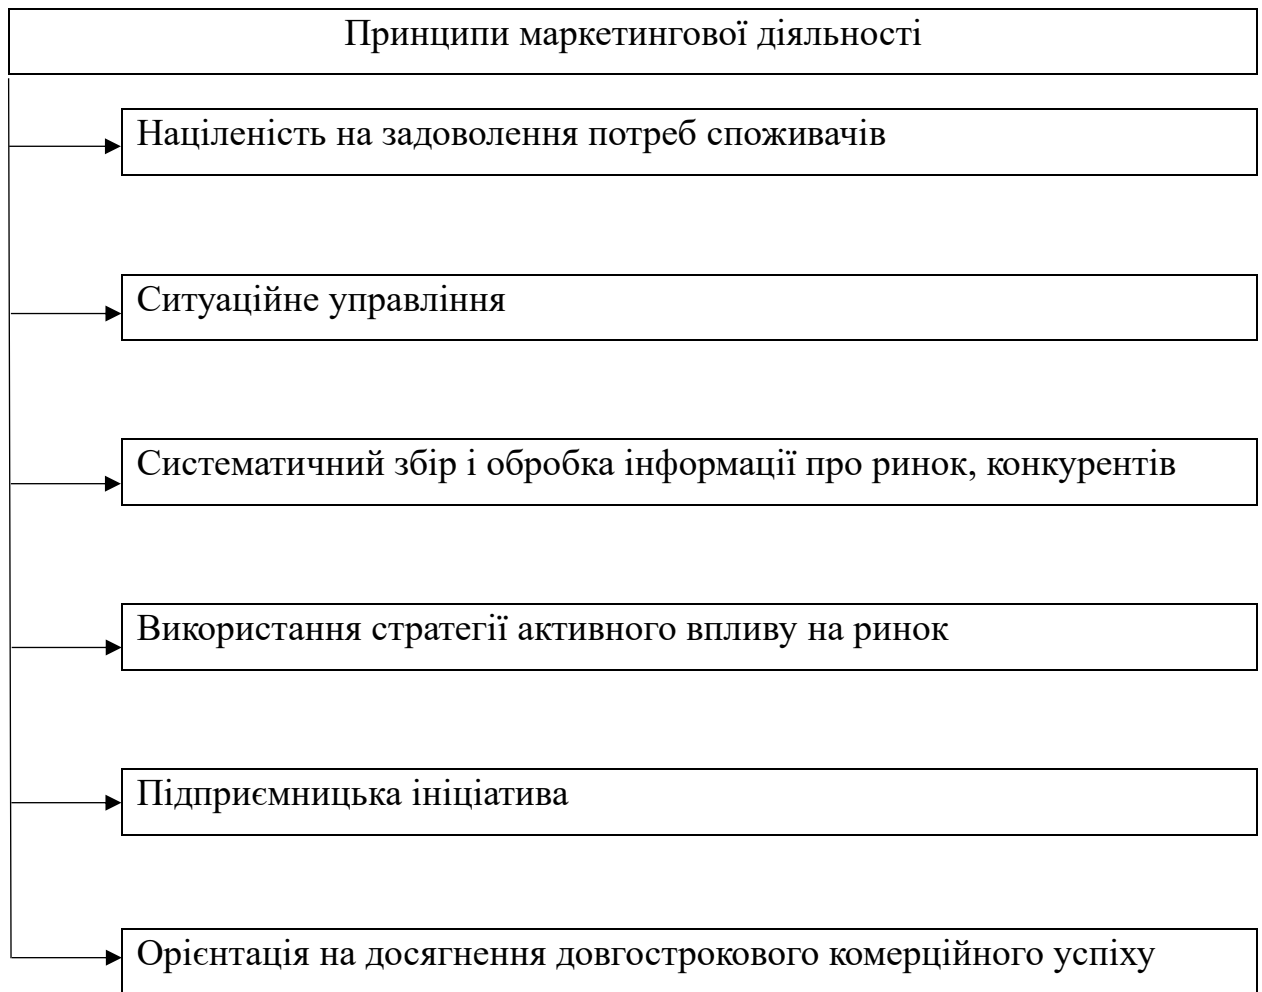 Принципи маркетингової діяльності
Націленість на задоволення потреб споживачів
Ситуаційне управління
Систематичний збір і обробка інформації про ринок, конкурентів
Використання стратегії активного впливу на ринок
Підприємницька ініціатива
Орієнтація на досягнення довгострокового комерційного успіху